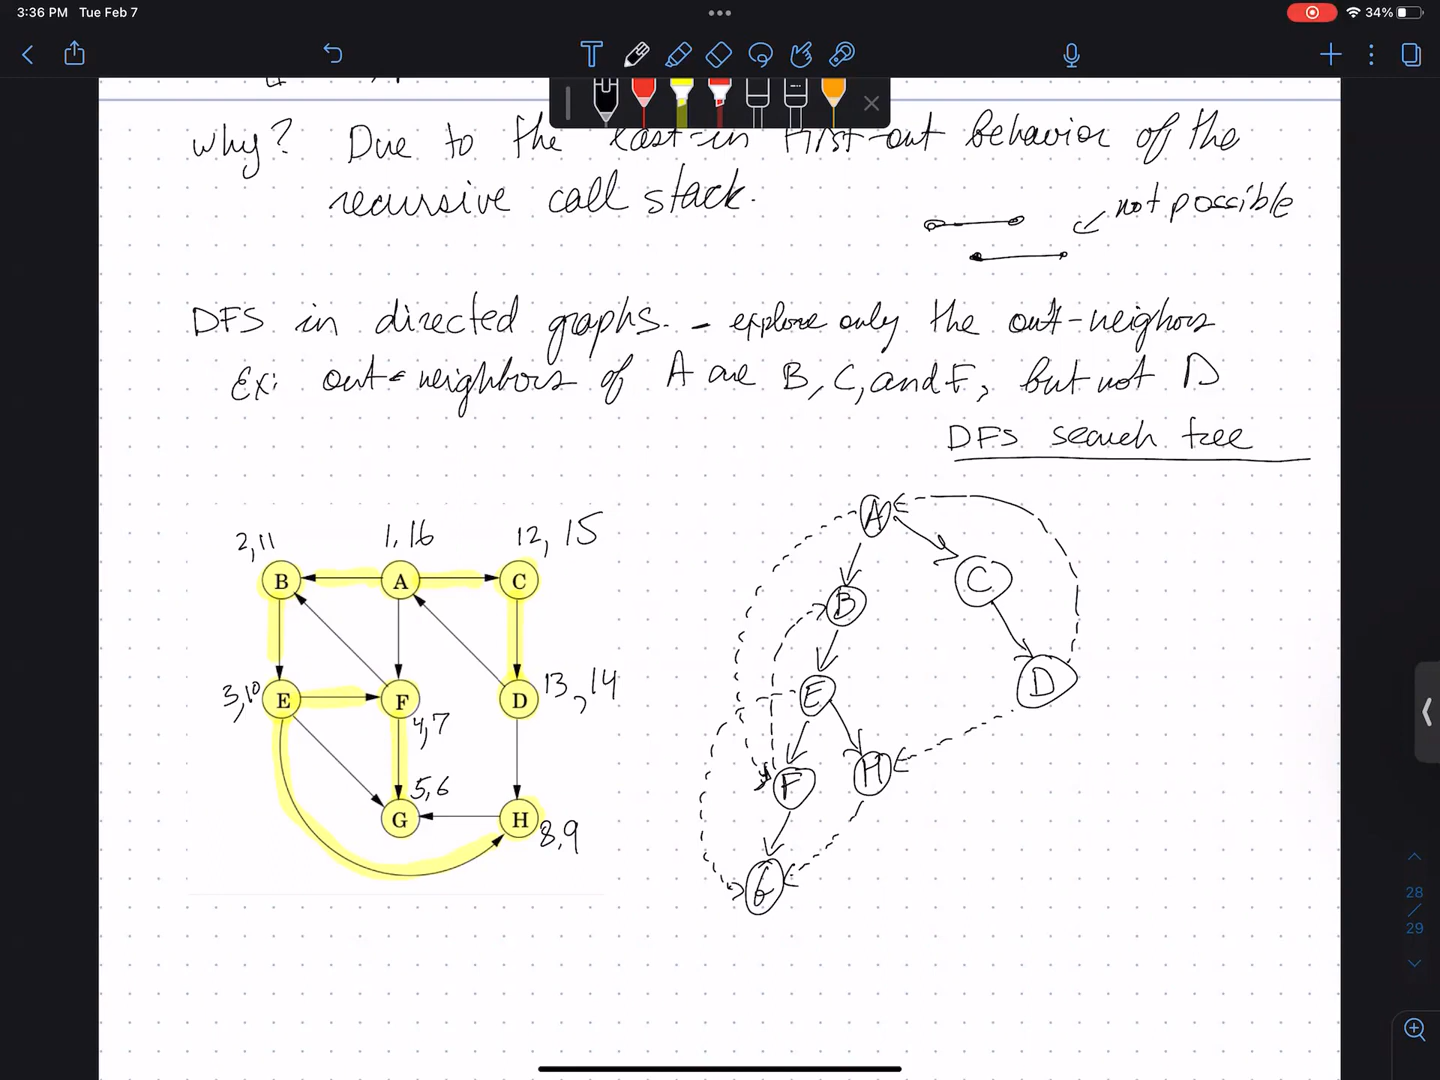 3:36 PM Tue Feb 7
34%
why? Due to the last-in first-out behavior of the
recursive call stack.
not possible
DFS in directed graphs. - explore only the out-neighors
Ex: out-neighbors of A are B, C, and F, but not D
DFS search tree
2,11 1,16 12, 15
B A C
3,10 E F D 13, 14
4,7
5,6
G H 8,9
A
B C
E D
F H
G
28
/
29